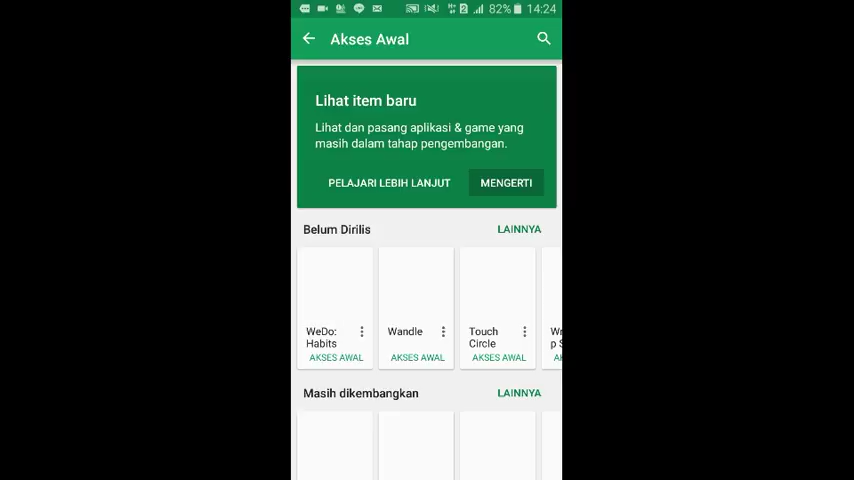 82% 14:24
Akses Awal
Lihat item baru
Lihat dan pasang aplikasi & game yang
masih dalam tahap pengembangan.
PELAJARI LEBIH LANJUT MENGERTI
Belum Dirilis LAINNYA
WeDo:
Habits
AKSES AWAL
Wandle
AKSES AWAL
Touch
Circle
AKSES AWAL
Masih dikembangkan LAINNYA